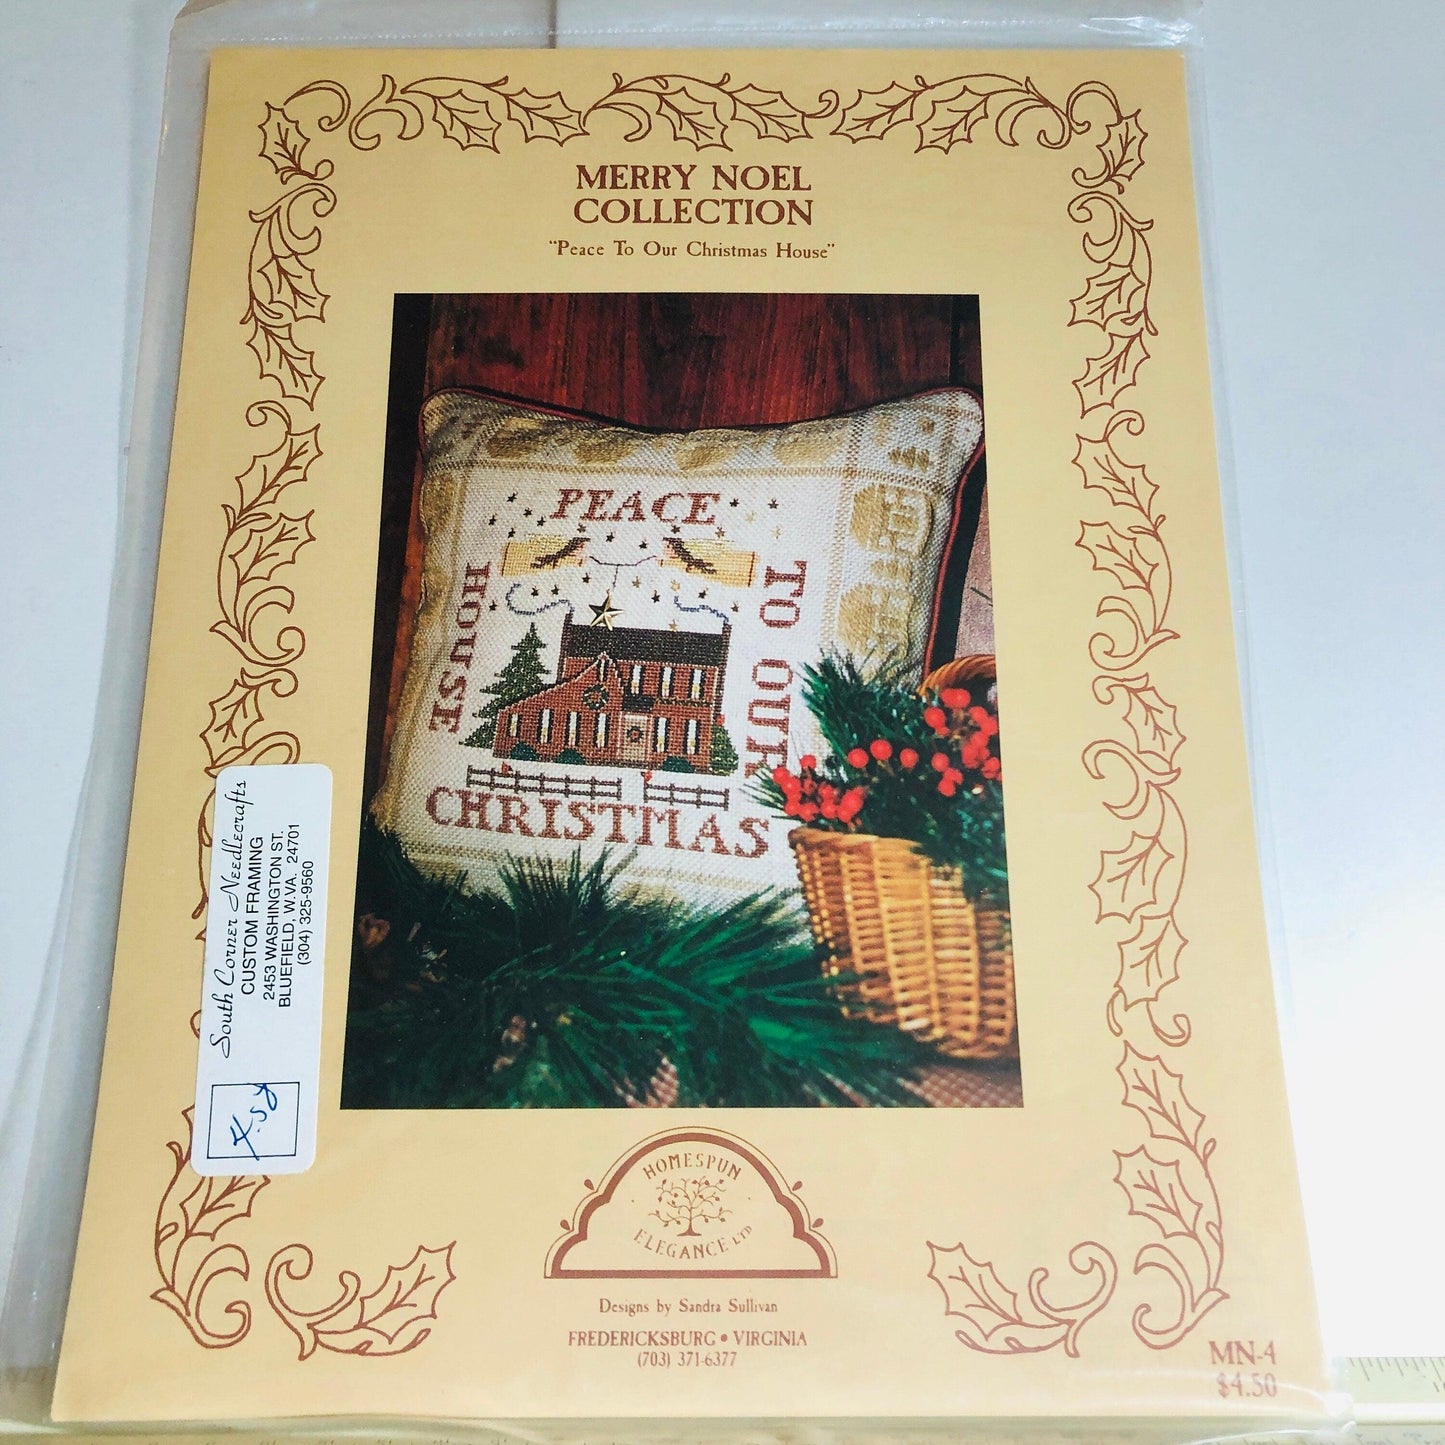 MERRY NOEL
COLLECTION
"Peace To Our Christmas House"
PEACE
TO OUR
CHRISTMAS
HOUSE
South Corner Needlecrafts
CUSTOM FRAMING
2453 WASHINGTON ST.
BLUEFIELD, W.VA. 24701
(304) 325-9560
HOMESPUN
ELEGANCE LTD
Designs by Sandra Sullivan
FREDERICKSBURG • VIRGINIA
(703) 371-6377
MN-4
$4.50